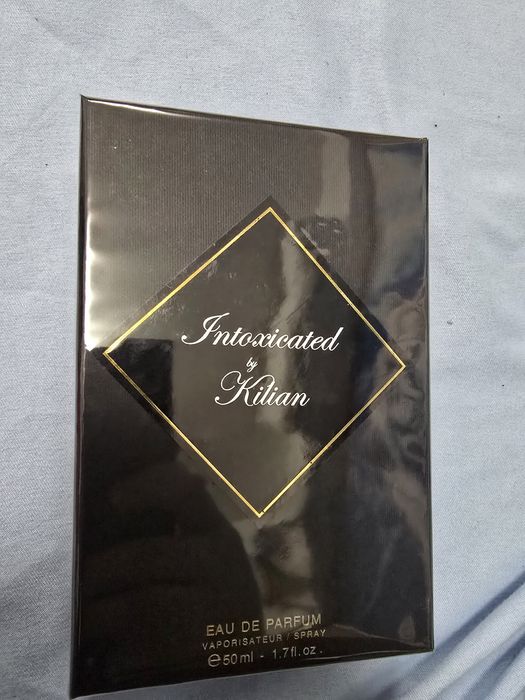 Intoxicated
by
Kilian
EAU DE PARFUM
VAPORISATEUR / SPRAY
℮50ml - 1.7fl.oz.